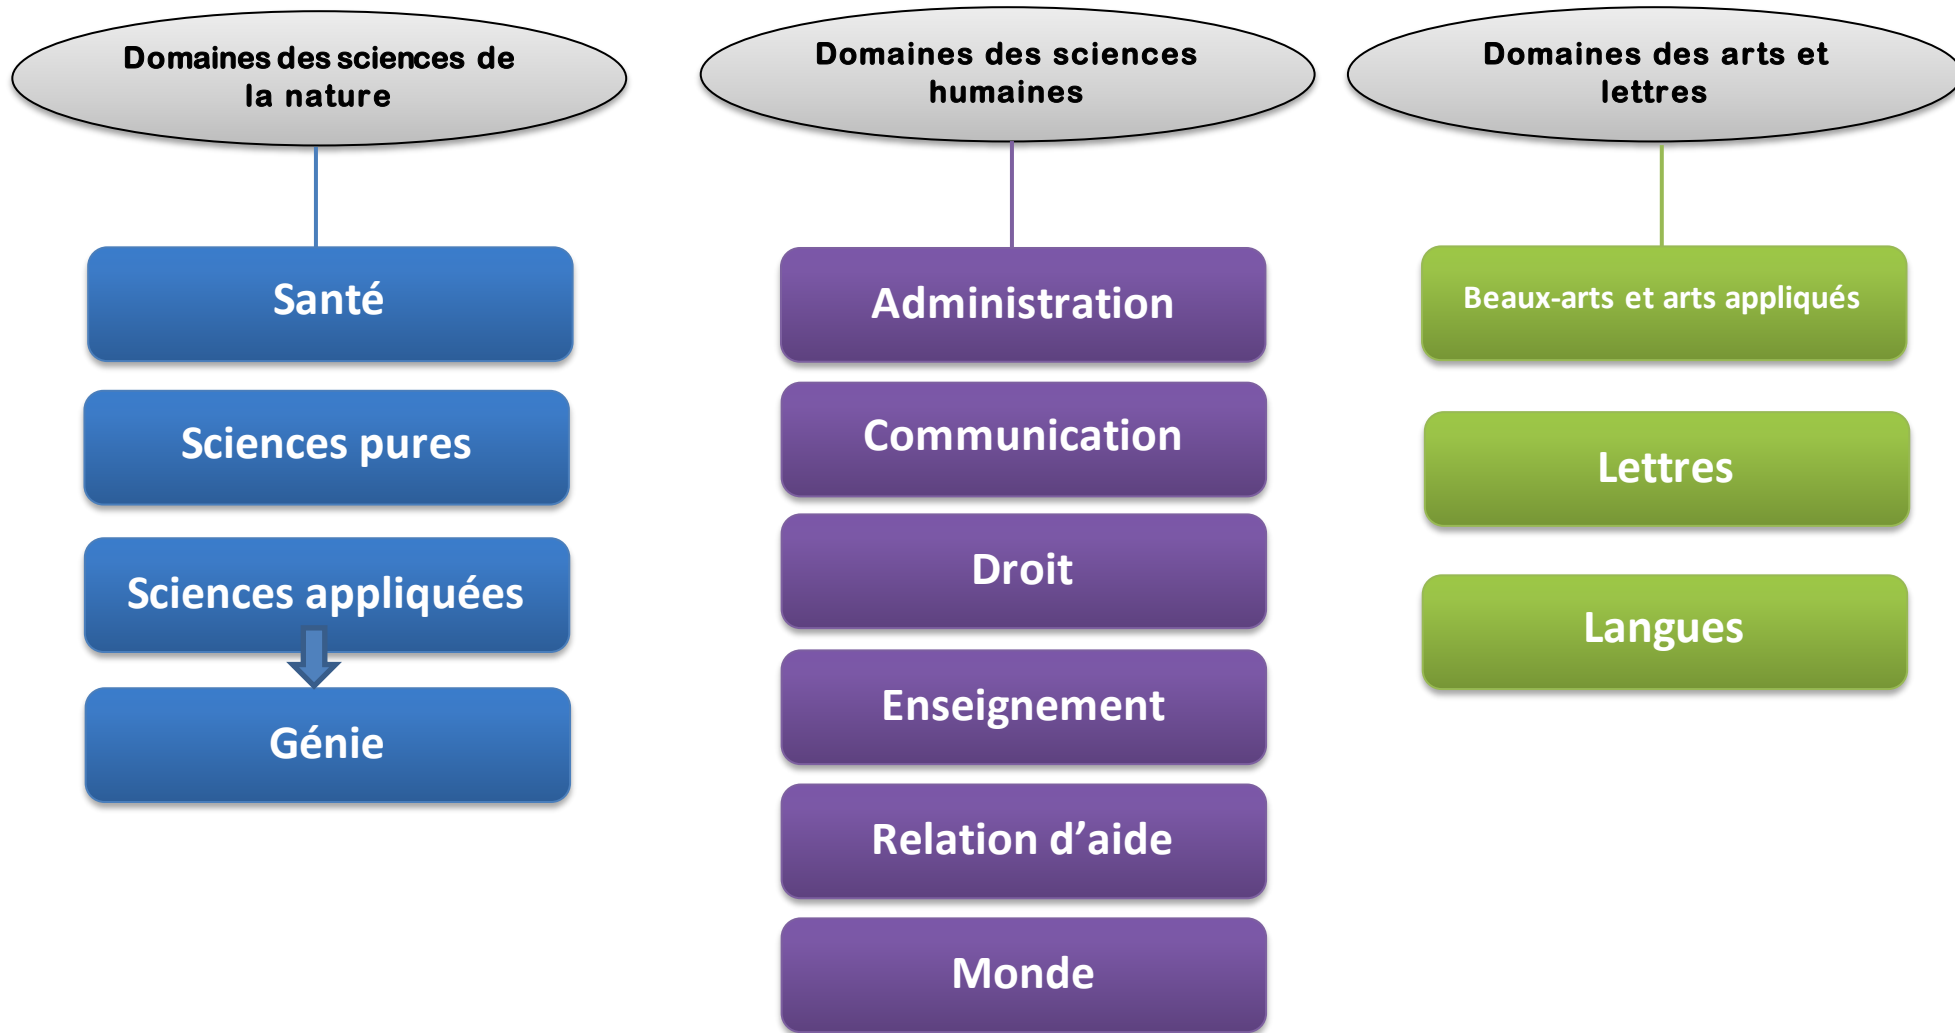 Domaines des sciences de
la nature
Santé
Sciences pures
Sciences appliquées
Génie
Domaines des sciences
humaines
Administration
Communication
Droit
Enseignement
Relation d’aide
Monde
Domaines des arts et
lettres
Beaux-arts et arts appliqués
Lettres
Langues